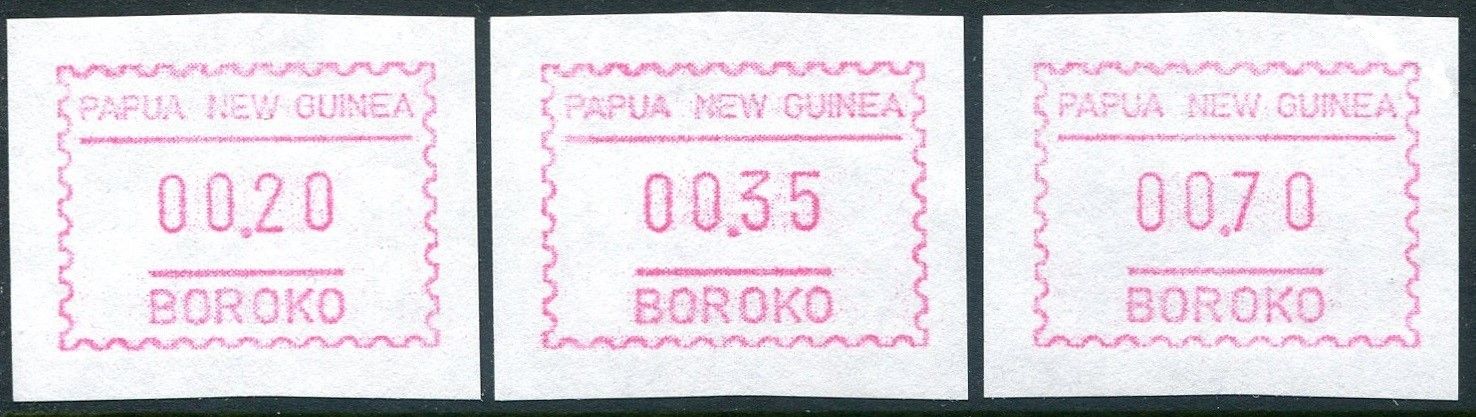 PAPUA NEW GUINEA
00.20
BOROKO
PAPUA NEW GUINEA
00.35
BOROKO
PAPUA NEW GUINEA
00.70
BOROKO